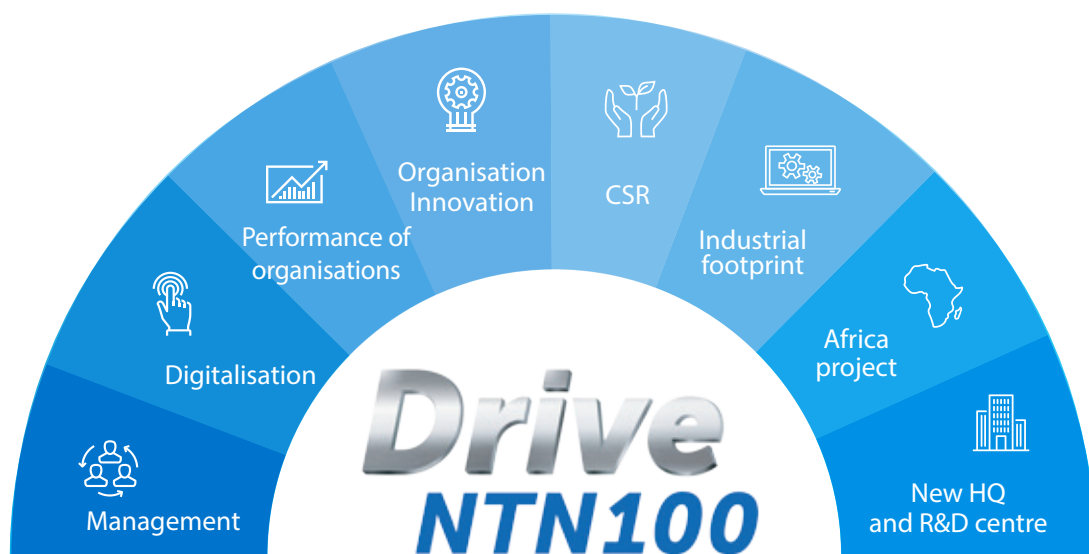 Management
Digitalisation
Performance of
organisations
Organisation
Innovation
CSR
Industrial
footprint
Africa
project
New HQ
and R&D centre
Drive
NTN100